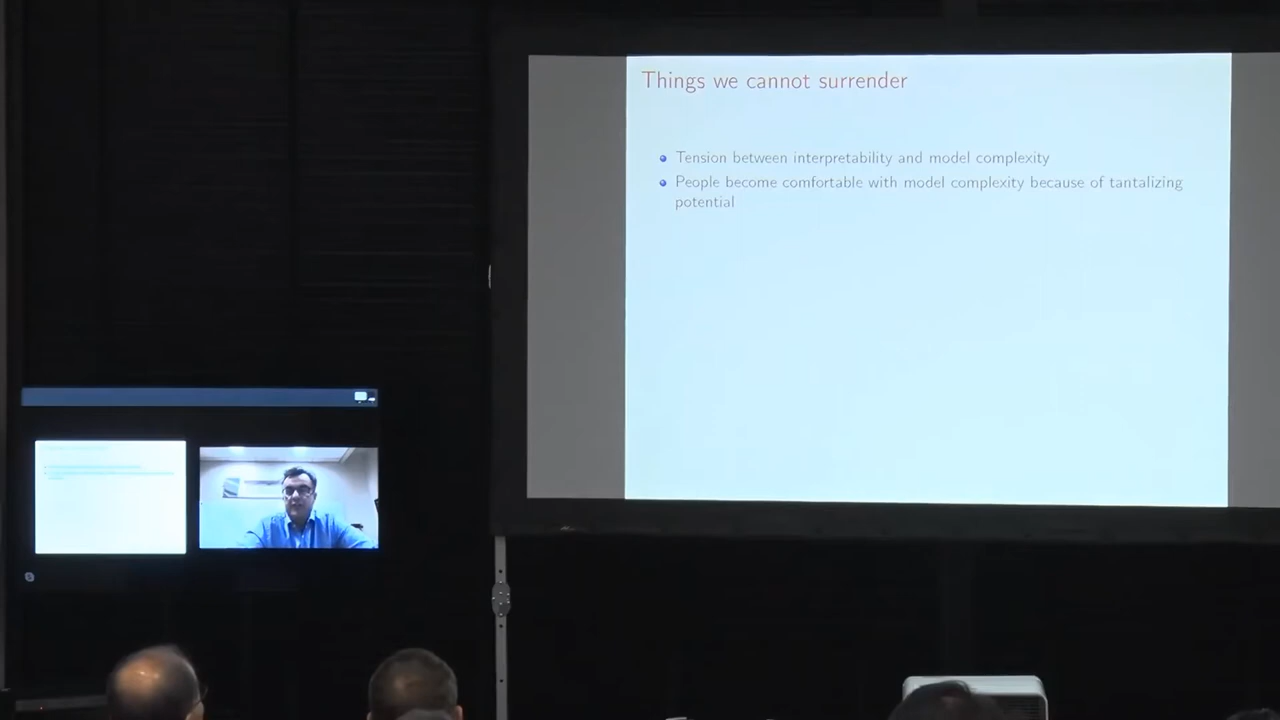 Things we cannot surrender
Tension between interpretability and model complexity
People become comfortable with model complexity because of tantalizing
potential